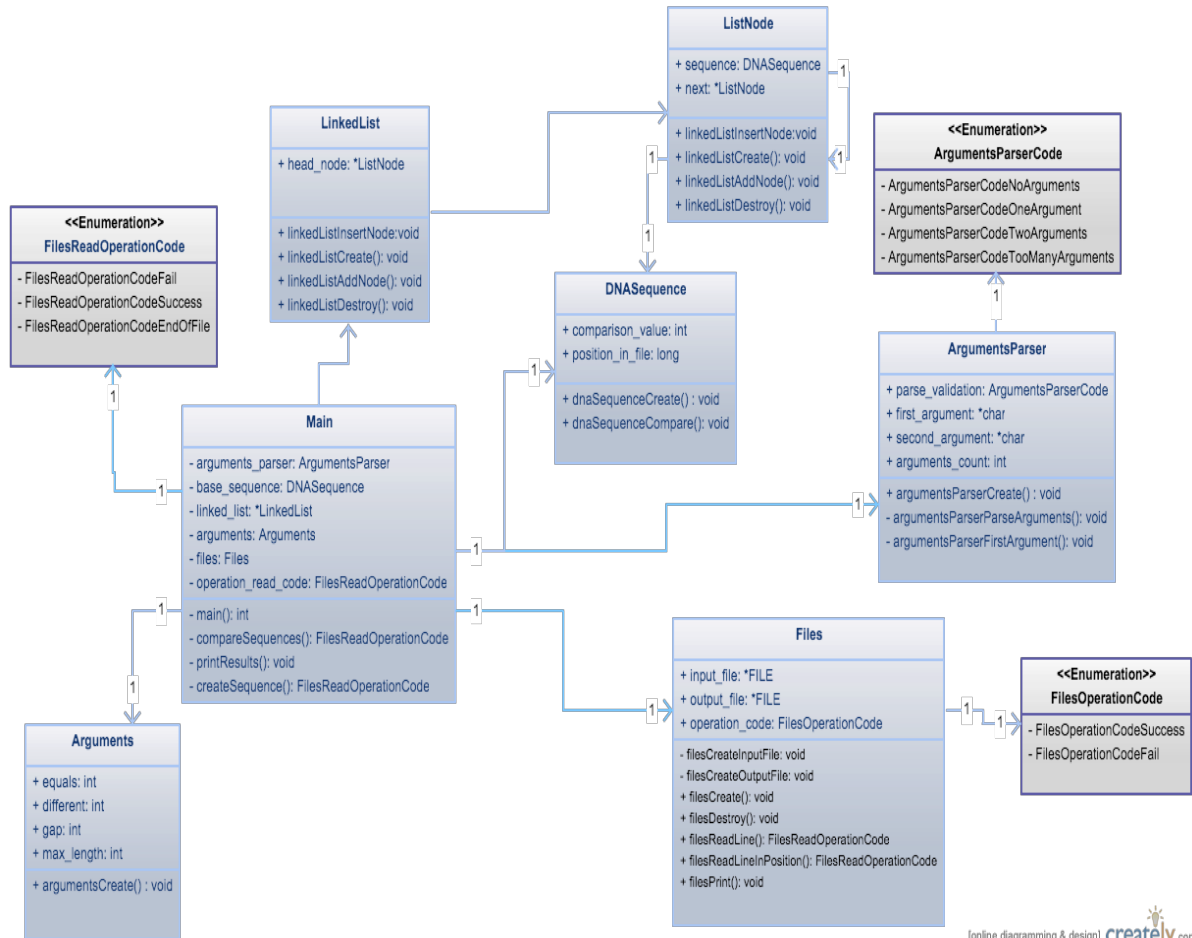 ListNode
+ sequence: DNASequence
+ next: *ListNode
+ linkedListInsertNode:void
+ linkedListCreate(): void
+ linkedListAddNode(): void
+ linkedListDestroy(): void
1
1
1
1
LinkedList
+ head_node: *ListNode
+ linkedListInsertNode:void
+ linkedListCreate(): void
+ linkedListAddNode(): void
+ linkedListDestroy(): void
<<Enumeration>>
ArgumentsParserCode
- ArgumentsParserCodeNoArguments
- ArgumentsParserCodeOneArgument
- ArgumentsParserCodeTwoArguments
- ArgumentsParserCodeTooManyArguments
1
<<Enumeration>>
FilesReadOperationCode
- FilesReadOperationCodeFail
- FilesReadOperationCodeSuccess
- FilesReadOperationCodeEndOfFile
1
1
DNASequence
+ comparison_value: int
+ position_in_file: long
+ dnaSequenceCreate() : void
+ dnaSequenceCompare(): void
1
ArgumentsParser
+ parse_validation: ArgumentsParserCode
+ first_argument: *char
+ second_argument: *char
+ arguments_count: int
+ argumentsParserCreate() : void
- argumentsParserParseArguments(): void
- argumentsParserFirstArgument(): void
1
Main
- arguments_parser: ArgumentsParser
- base_sequence: DNASequence
- linked_list: *LinkedList
- arguments: Arguments
- files: Files
- operation_read_code: FilesReadOperationCode
- main(): int
- compareSequences(): FilesReadOperationCode
- printResults(): void
- createSequence(): FilesReadOperationCode
1
1
1
1
Arguments
+ equals: int
+ different: int
+ gap: int
+ max_length: int
+ argumentsCreate() : void
Files
+ input_file: *FILE
+ output_file: *FILE
+ operation_code: FilesOperationCode
- filesCreateInputFile: void
- filesCreateOutputFile: void
+ filesCreate(): void
+ filesDestroy(): void
+ filesReadLine(): FilesReadOperationCode
+ filesReadLineInPosition(): FilesReadOperationCode
+ filesPrint(): void
1
1
1
<<Enumeration>>
FilesOperationCode
- FilesOperationCodeSuccess
- FilesOperationCodeFail
[online diagramming & design] creately.com